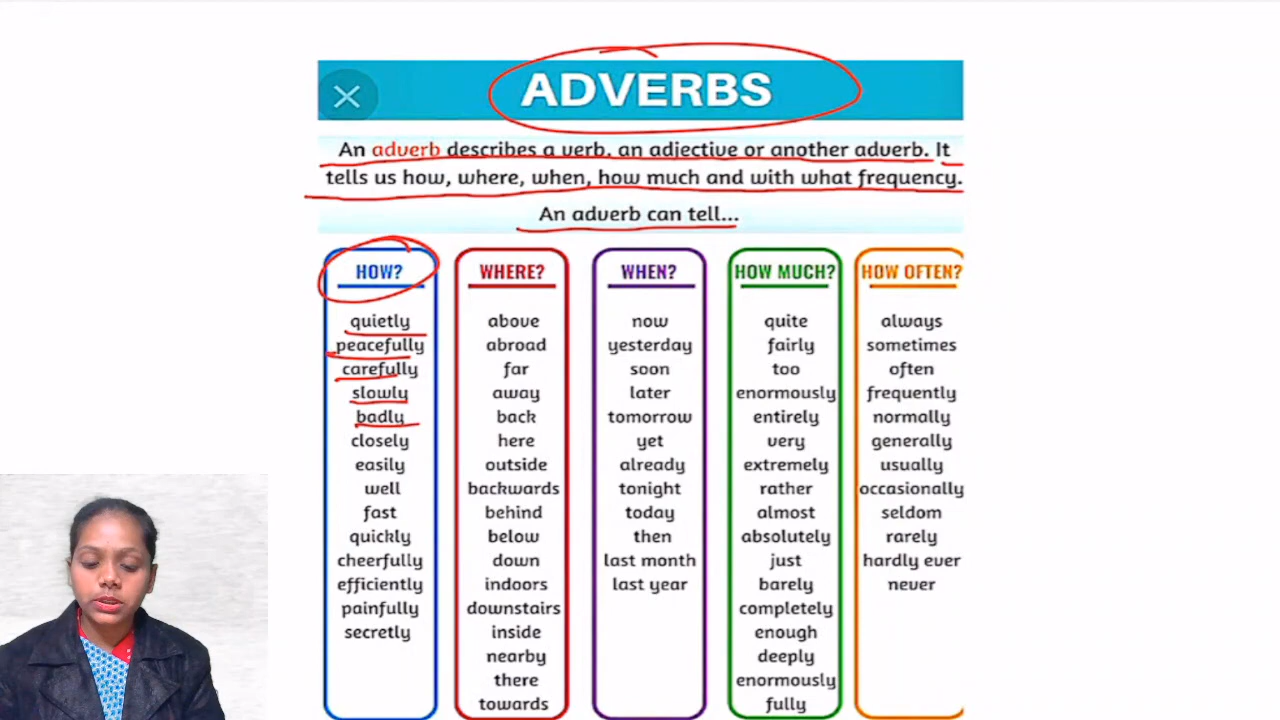 ADVERBS
An adverb describes a verb, an adjective or another adverb. It
tells us how, where, when, how much and with what frequency.
An adverb can tell...
HOW?
quietly
peacefully
carefully
slowly
badly
closely
easily
well
fast
quickly
cheerfully
efficiently
painfully
secretly
WHERE?
above
abroad
far
away
back
here
outside
backwards
behind
below
down
indoors
downstairs
inside
nearby
there
towards
WHEN?
now
yesterday
soon
later
tomorrow
yet
already
tonight
today
then
last month
last year
HOW MUCH?
quite
fairly
too
enormously
entirely
very
extremely
rather
almost
absolutely
just
barely
completely
enough
deeply
enormously
fully
HOW OFTEN?
always
sometimes
often
frequently
normally
generally
usually
occasionally
seldom
rarely
hardly ever
never